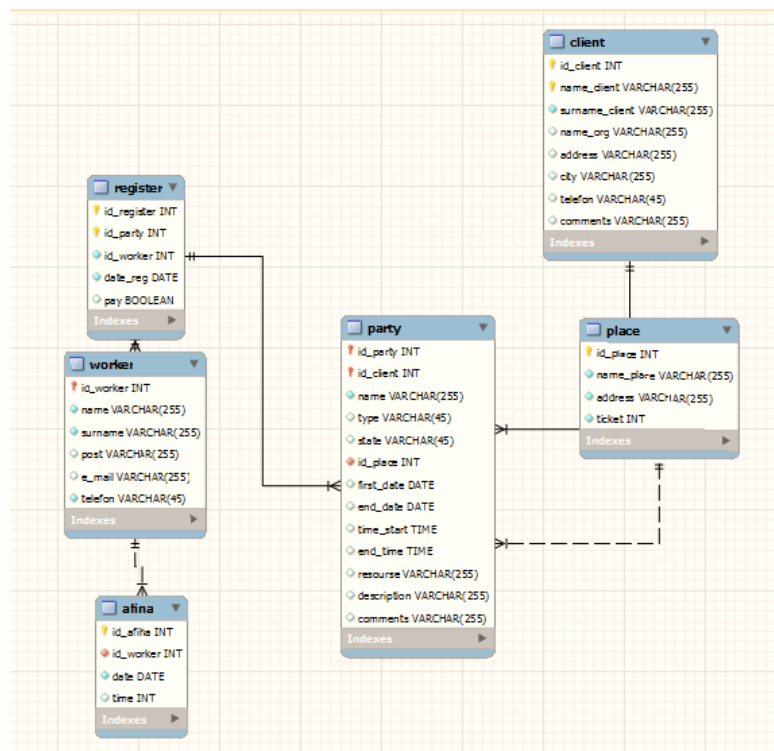 client
id_client INT
name_client VARCHAR(255)
surname_client VARCHAR(255)
name_org VARCHAR(255)
address VARCHAR(255)
city VARCHAR(255)
telefon VARCHAR(45)
comments VARCHAR(255)
Indexes
register
id_register INT
id_party INT
id_worker INT
date_reg DATE
pay BOOLEAN
Indexes
party
id_party INT
id_client INT
name VARCHAR(255)
type VARCHAR(45)
state VARCHAR(45)
id_place INT
first_date DATE
end_date DATE
time_start TIME
end_time TIME
resourse VARCHAR(255)
description VARCHAR(255)
comments VARCHAR(255)
Indexes
place
id_place INT
name_place VARCHAR(255)
address VARCHAR(255)
ticket INT
Indexes
worker
id_worker INT
name VARCHAR(255)
surname VARCHAR(255)
post VARCHAR(255)
e_mail VARCHAR(255)
telefon VARCHAR(45)
Indexes
afina
id_afiha INT
id_worker INT
date DATE
time INT
Indexes